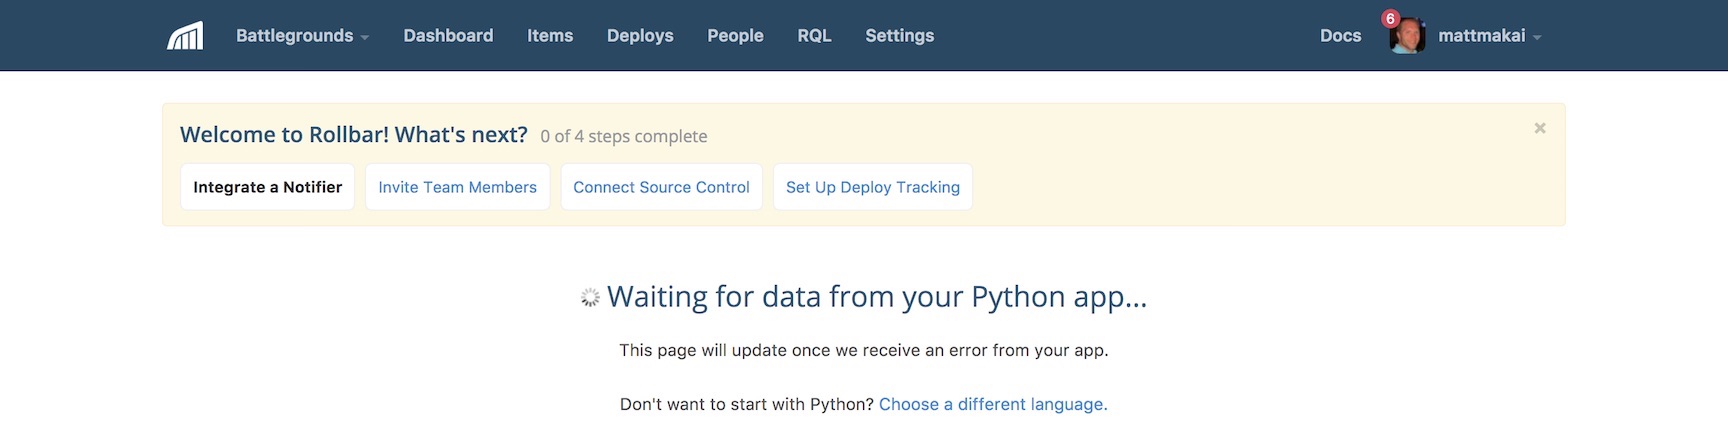 Battlegrounds Dashboard Items Deploys People RQL Settings Docs 6 mattmakai
Welcome to Rollbar! What's next? 0 of 4 steps complete ×
Integrate a Notifier Invite Team Members Connect Source Control Set Up Deploy Tracking
Waiting for data from your Python app...
This page will update once we receive an error from your app.
Don't want to start with Python? Choose a different language.